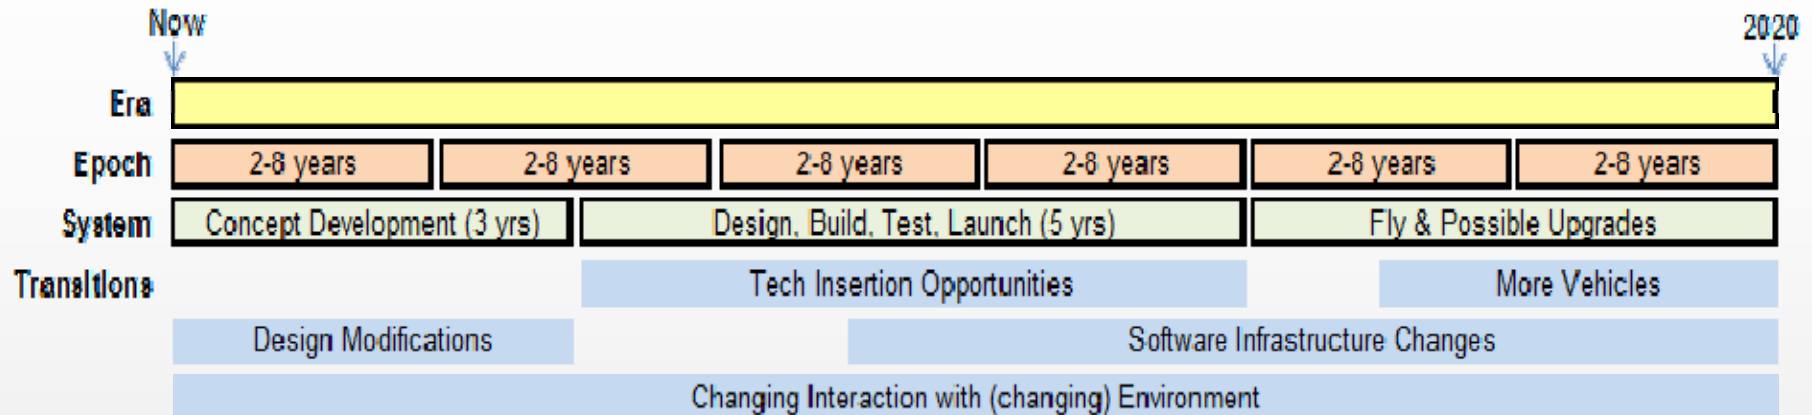 Now 2020
Era
Epoch 2-8 years 2-8 years 2-8 years 2-8 years 2-8 years 2-8 years
System Concept Development (3 yrs) Design, Build, Test, Launch (5 yrs) Fly & Possible Upgrades
Transitions Tech Insertion Opportunities More Vehicles
Design Modifications Software Infrastructure Changes
Changing Interaction with (changing) Environment